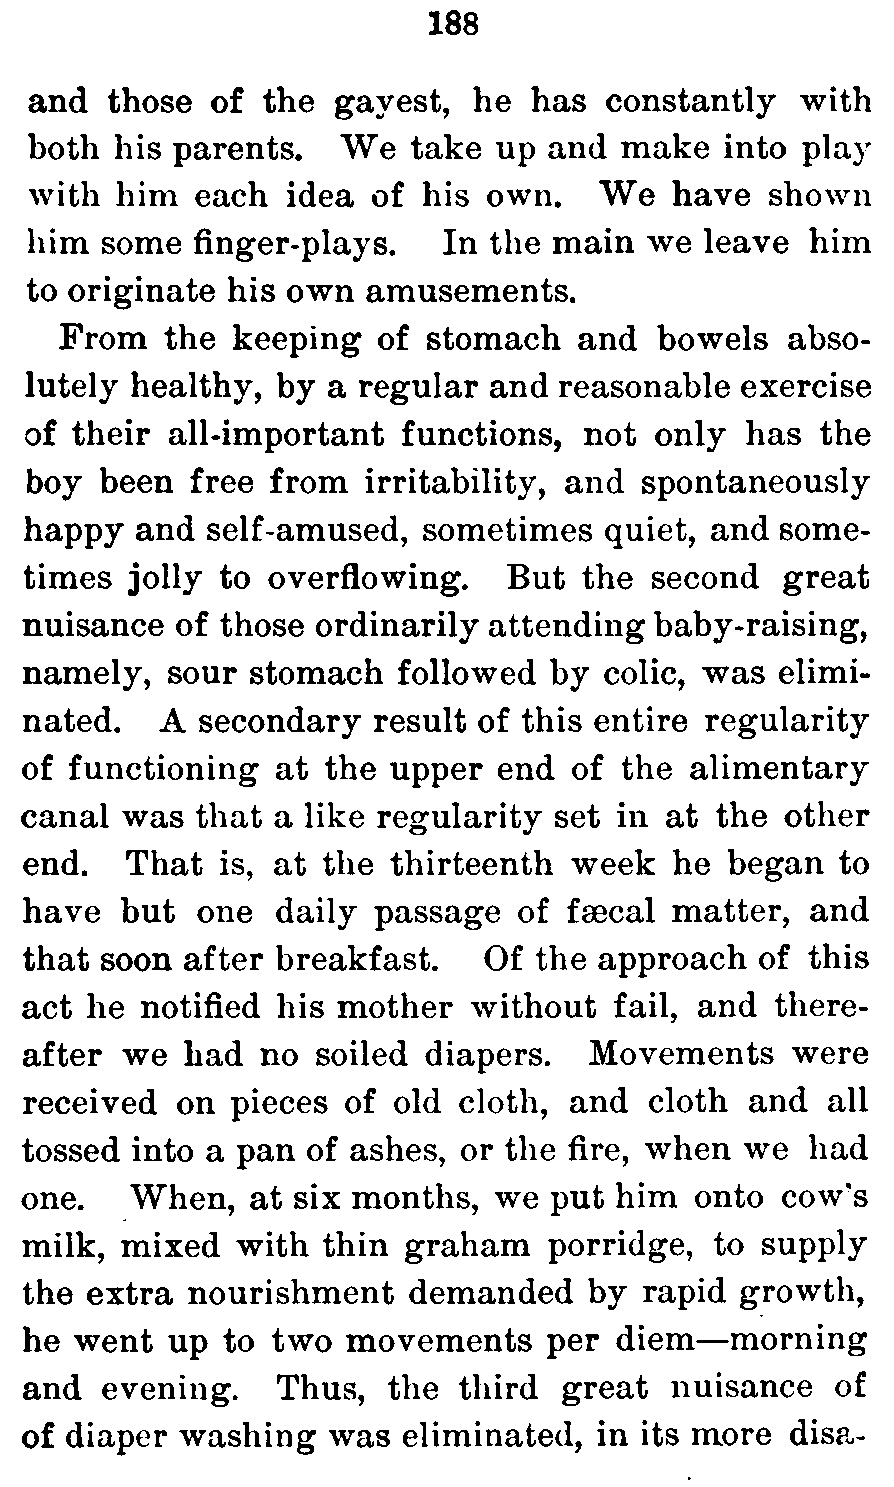 188
and those of the gayest, he has constantly with
both his parents. We take up and make into play
with him each idea of his own. We have shown
him some finger-plays. In the main we leave him
to originate his own amusements.
From the keeping of stomach and bowels abso-
lutely healthy, by a regular and reasonable exercise
of their all-important functions, not only has the
boy been free from irritability, and spontaneously
happy and self-amused, sometimes quiet, and some-
times jolly to overflowing. But the second great
nuisance of those ordinarily attending baby-raising,
namely, sour stomach followed by colic, was elimi-
nated. A secondary result of this entire regularity
of functioning at the upper end of the alimentary
canal was that a like regularity set in at the other
end. That is, at the thirteenth week he began to
have but one daily passage of fæcal matter, and
that soon after breakfast. Of the approach of this
act he notified his mother without fail, and there-
after we had no soiled diapers. Movements were
received on pieces of old cloth, and cloth and all
tossed into a pan of ashes, or the fire, when we had
one. When, at six months, we put him onto cow's
milk, mixed with thin graham porridge, to supply
the extra nourishment demanded by rapid growth,
he went up to two movements per diem—morning
and evening. Thus, the third great nuisance of
of diaper washing was eliminated, in its more disa-